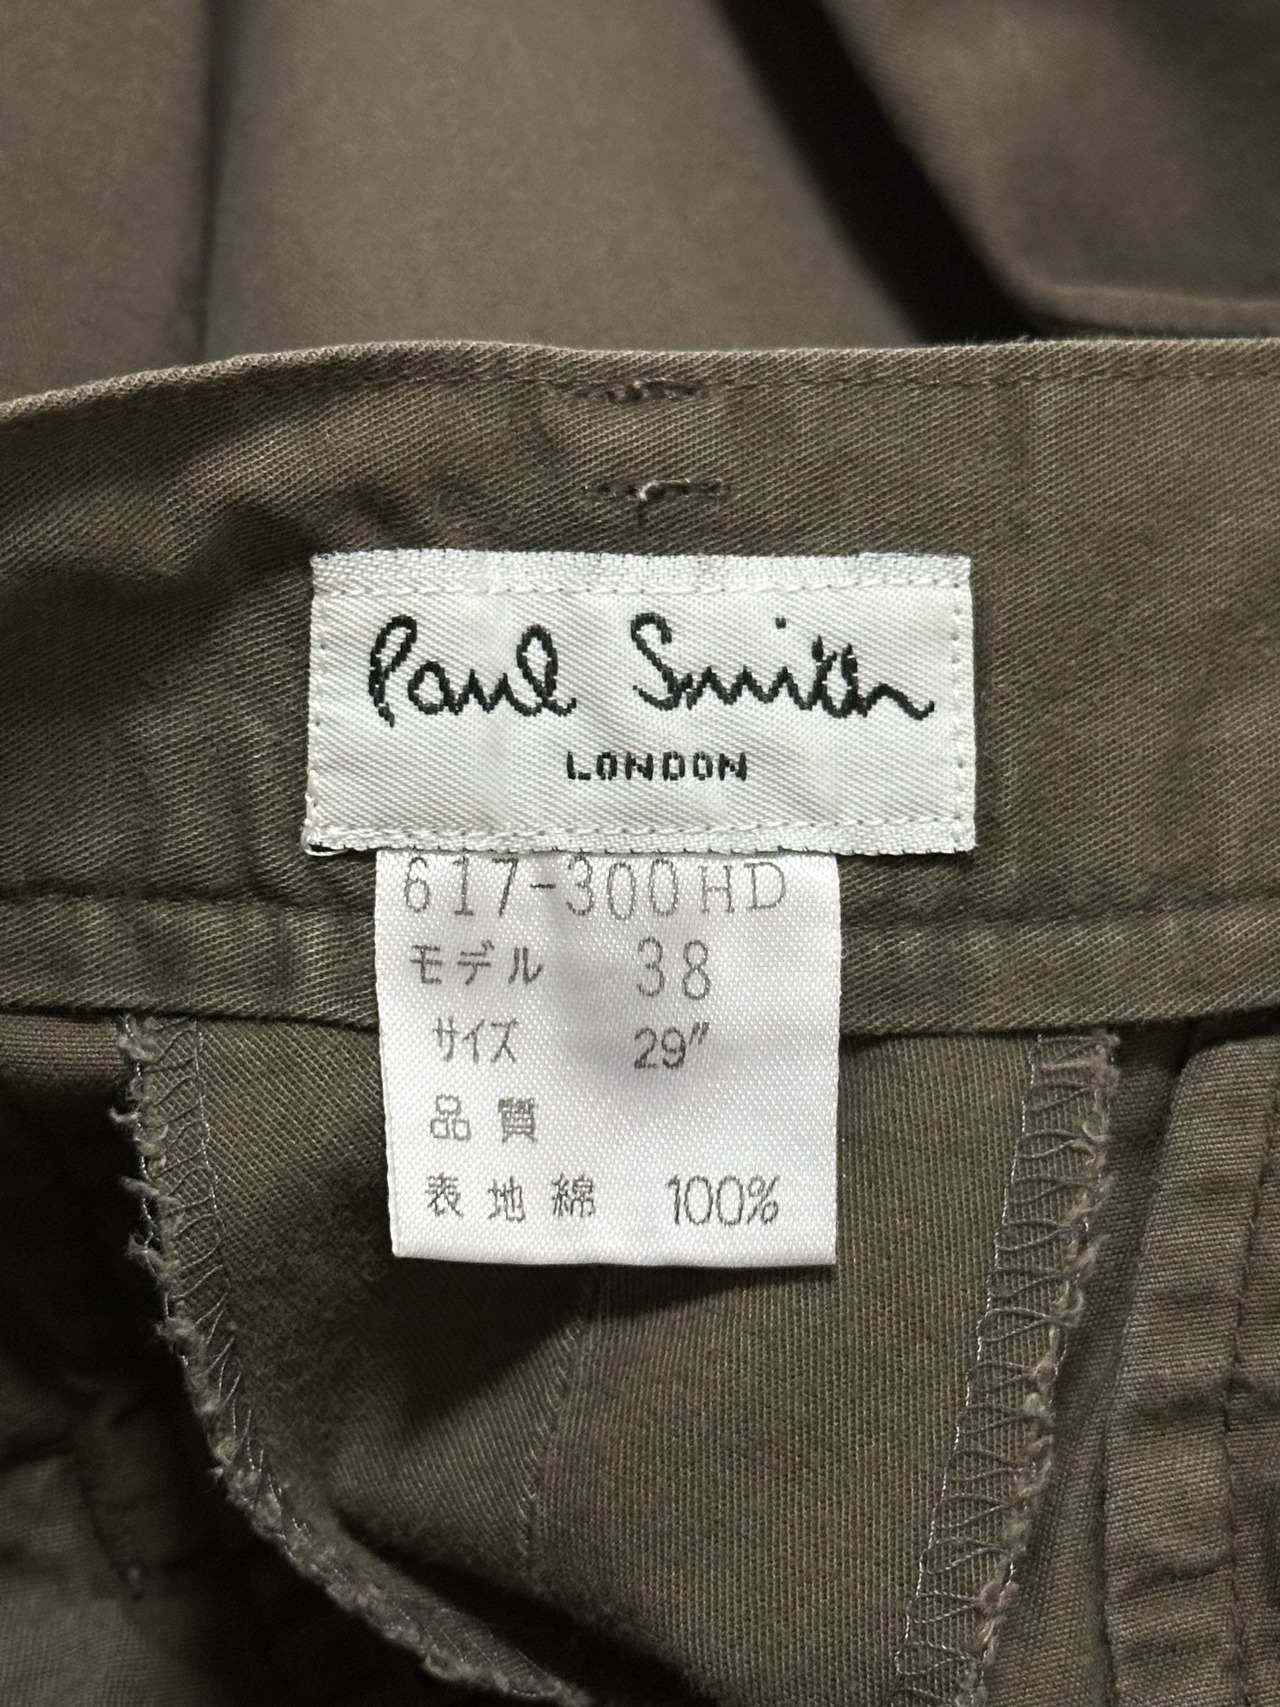 Paul Smith
LONDON
617-300HD
モデル 38
サイズ 29"
品質
表地綿 100%